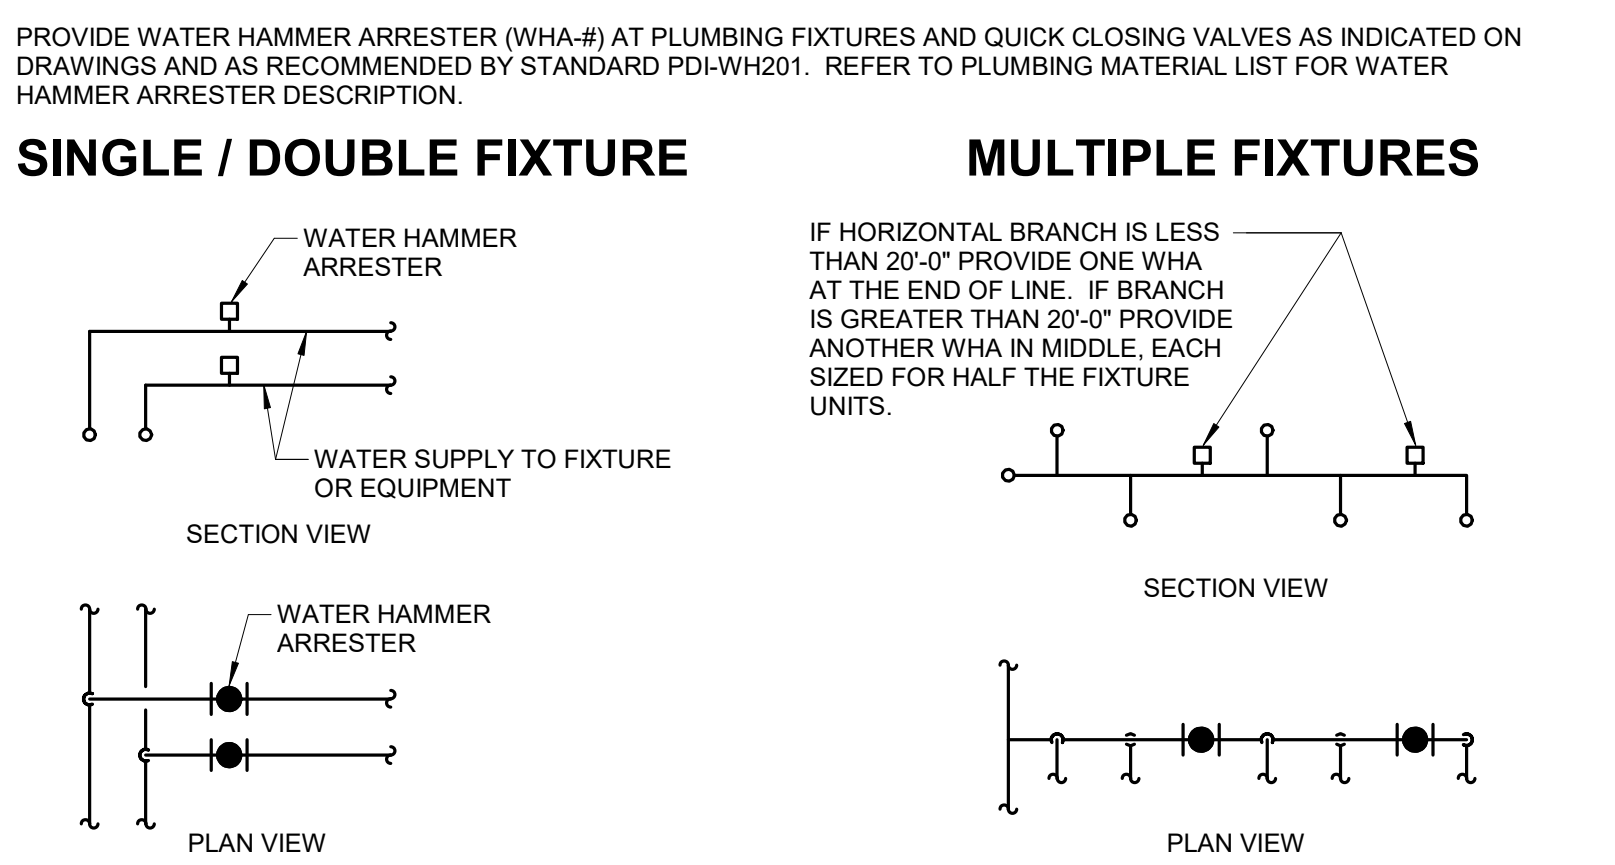 PROVIDE WATER HAMMER ARRESTER (WHA-#) AT PLUMBING FIXTURES AND QUICK CLOSING VALVES AS INDICATED ON
DRAWINGS AND AS RECOMMENDED BY STANDARD PDI-WH201.  REFER TO PLUMBING MATERIAL LIST FOR WATER
HAMMER ARRESTER DESCRIPTION.
SINGLE / DOUBLE FIXTURE
WATER HAMMER
ARRESTER
WATER SUPPLY TO FIXTURE
OR EQUIPMENT
SECTION VIEW
WATER HAMMER
ARRESTER
PLAN VIEW
MULTIPLE FIXTURES
IF HORIZONTAL BRANCH IS LESS
THAN 20'-0" PROVIDE ONE WHA
AT THE END OF LINE.  IF BRANCH
IS GREATER THAN 20'-0" PROVIDE
ANOTHER WHA IN MIDDLE, EACH
SIZED FOR HALF THE FIXTURE
UNITS.
SECTION VIEW
PLAN VIEW